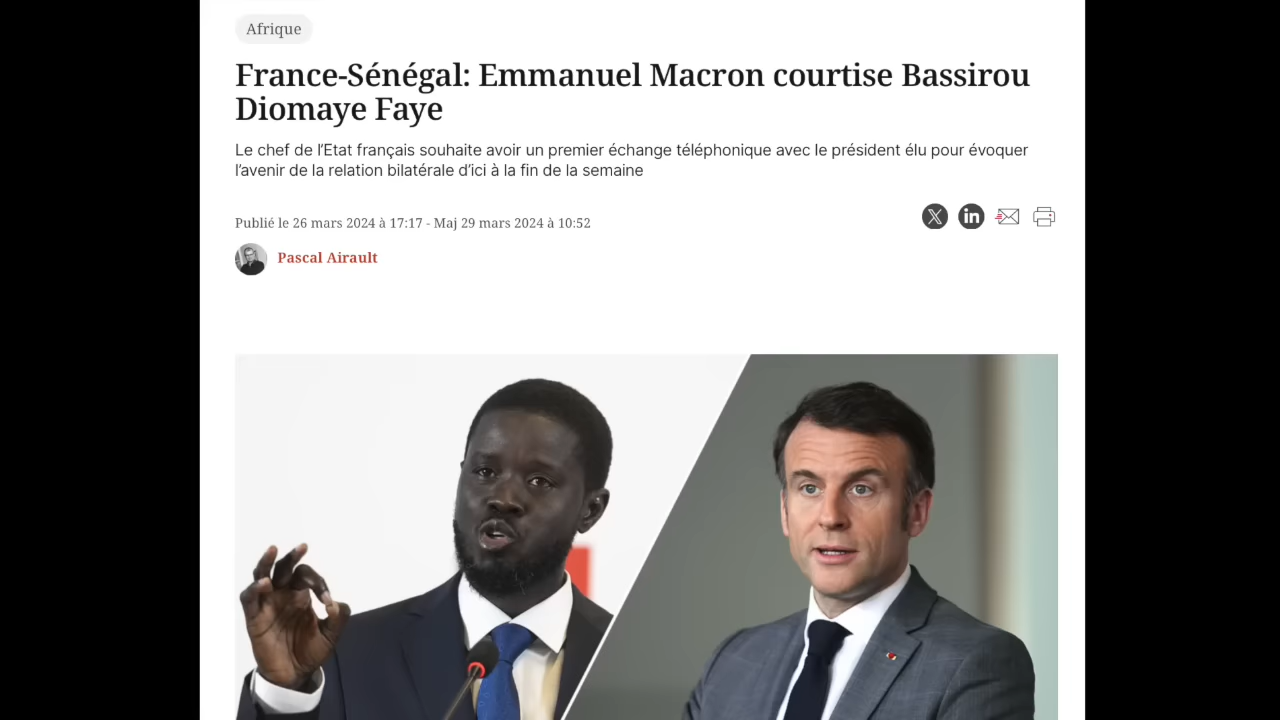 Afrique
France-Sénégal: Emmanuel Macron courtise Bassirou
Diomaye Faye
Le chef de l’Etat français souhaite avoir un premier échange téléphonique avec le président élu pour évoquer
l’avenir de la relation bilatérale d’ici à la fin de la semaine
Publié le 26 mars 2024 à 17:17 - Maj 29 mars 2024 à 10:52
Pascal Airault